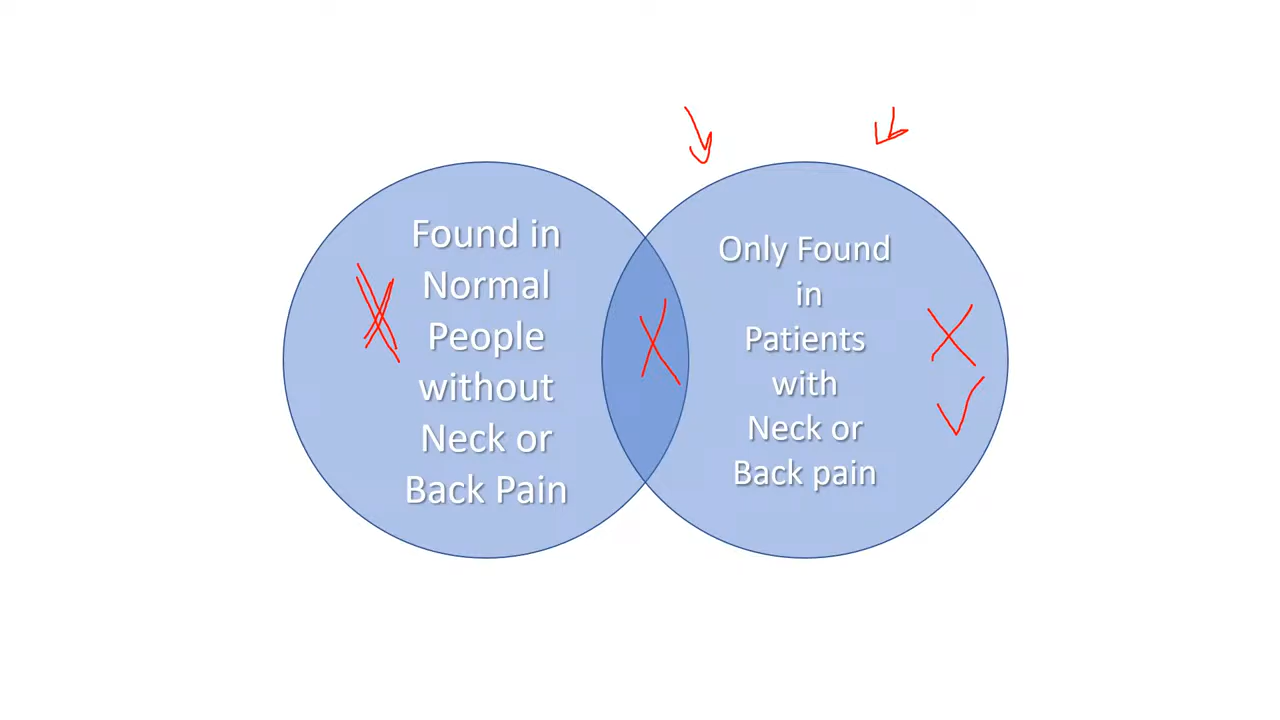 Found in
Normal
People
without
Neck or
Back Pain
Only Found
in
Patients
with
Neck or
Back pain